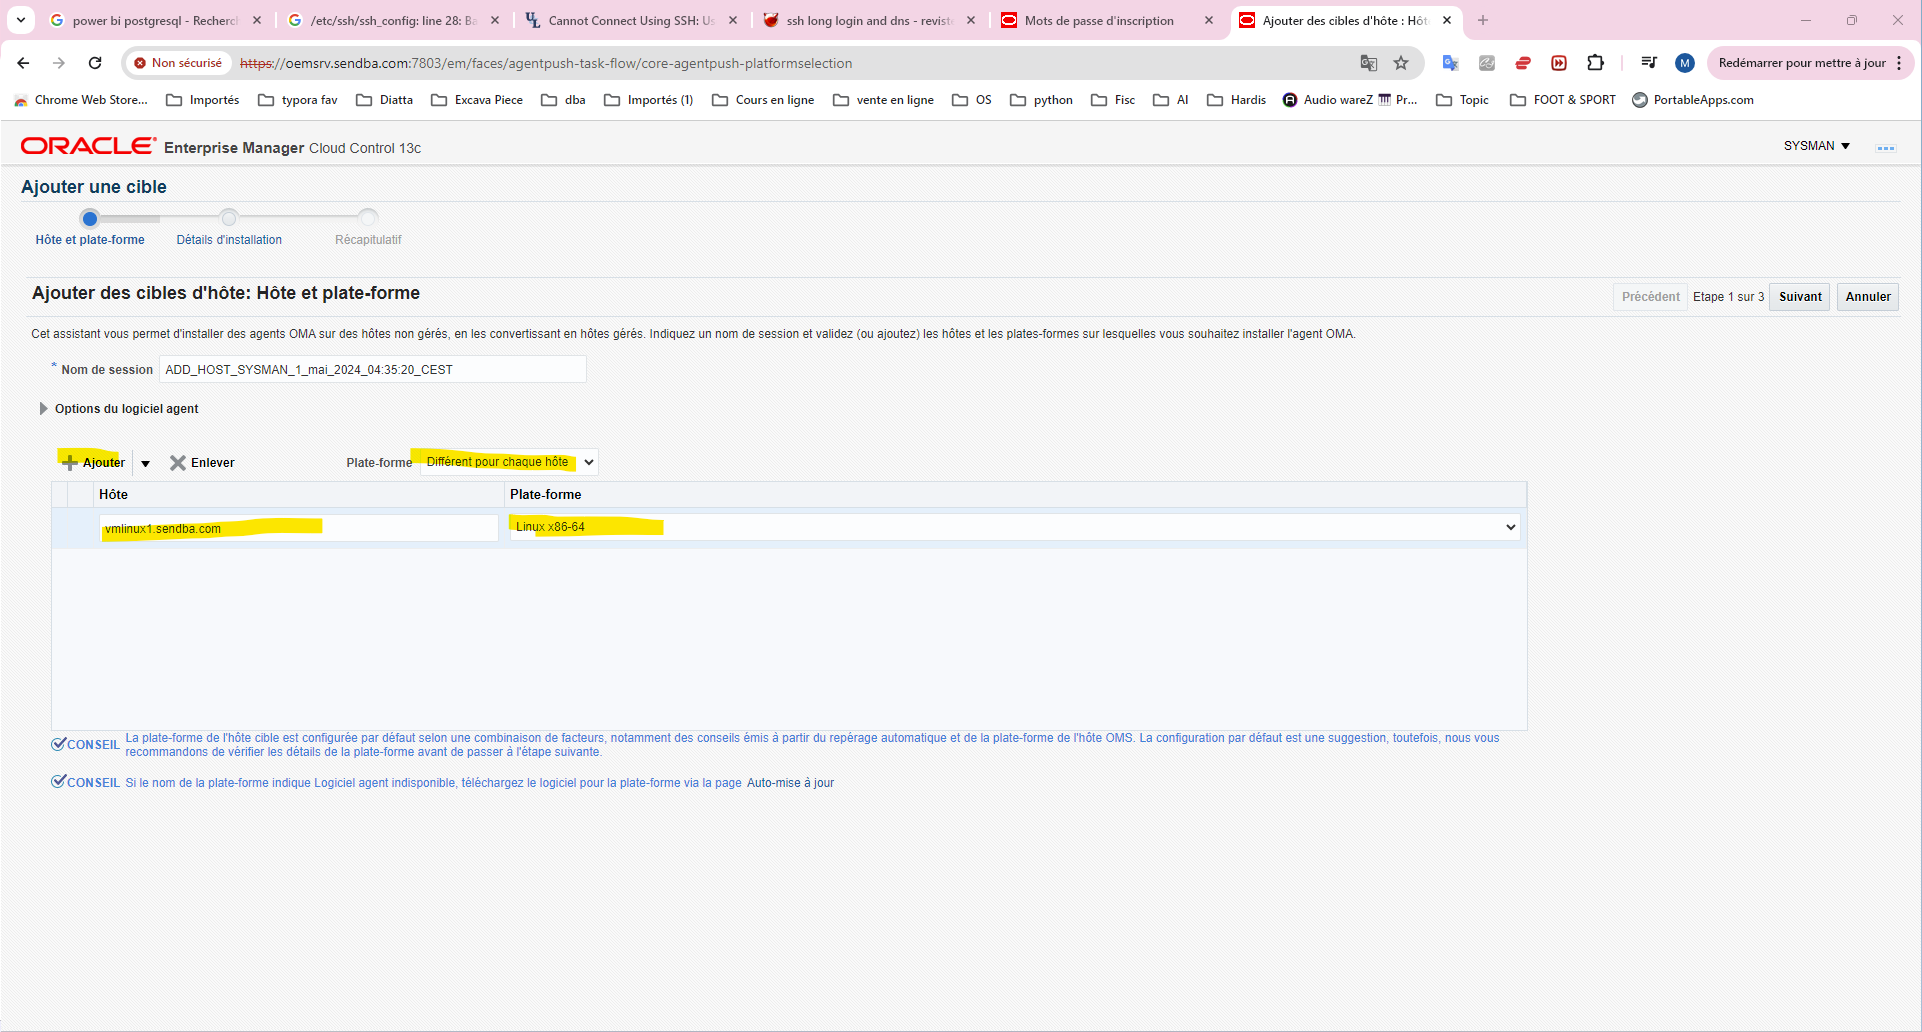 power bi postgresql - Recherch
/etc/ssh/ssh_config: line 28: Ba
Cannot Connect Using SSH: Us
ssh long login and dns - reviste
Mots de passe d'inscription
Ajouter des cibles d'hôte : Hôt
Non sécurisé
https://oemsrv.sendba.com:7803/em/faces/agentpush-task-flow/core-agentpush-platformselection
M
Redémarrer pour mettre à jour
Chrome Web Store...
Importés
typora fav
Diatta
Excava Piece
dba
Importés (1)
Cours en ligne
vente en ligne
OS
python
Fisc
AI
Hardis
Audio wareZ
Pr...
Topic
FOOT & SPORT
PortableApps.com
ORACLE Enterprise Manager Cloud Control 13c
SYSMAN
Ajouter une cible
Hôte et plate-forme
Détails d'installation
Récapitulatif
Ajouter des cibles d'hôte: Hôte et plate-forme
Précédent
Etape 1 sur 3
Suivant
Annuler
Cet assistant vous permet d'installer des agents OMA sur des hôtes non gérés, en les convertissant en hôtes gérés. Indiquez un nom de session et validez (ou ajoutez) les hôtes et les plates-formes sur lesquelles vous souhaitez installer l'agent OMA.
* Nom de session
ADD_HOST_SYSMAN_1_mai_2024_04:35:20_CEST
Options du logiciel agent
Ajouter
Enlever
Plate-forme
Différent pour chaque hôte
Hôte
Plate-forme
vmlinux1.sendba.com
Linux x86-64
CONSEIL La plate-forme de l'hôte cible est configurée par défaut selon une combinaison de facteurs, notamment des conseils émis à partir du repérage automatique et de la plate-forme de l'hôte OMS. La configuration par défaut est une suggestion, toutefois, nous vous
recommandons de vérifier les détails de la plate-forme avant de passer à l'étape suivante.
CONSEIL Si le nom de la plate-forme indique Logiciel agent indisponible, téléchargez le logiciel pour la plate-forme via la page Auto-mise à jour